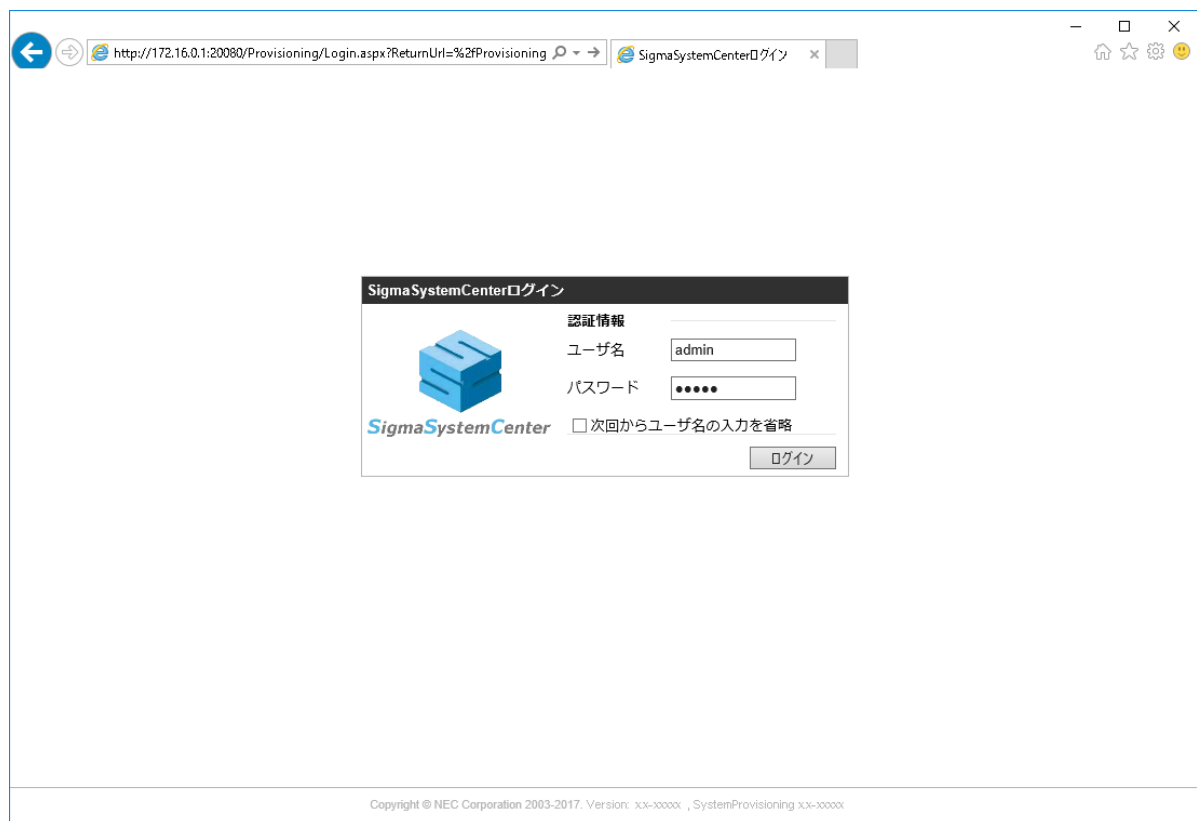 http://172.16.0.1:20080/Provisioning/Login.aspx?ReturnUrl=%2fProvisioning
SigmaSystemCenterログイン
SigmaSystemCenterログイン
認証情報
ユーザ名 admin
パスワード ●●●●●
SigmaSystemCenter
次回からユーザ名の入力を省略
ログイン
Copyright © NEC Corporation 2003-2017. Version: x.x-xxxxx , SystemProvisioning x.x-xxxxx